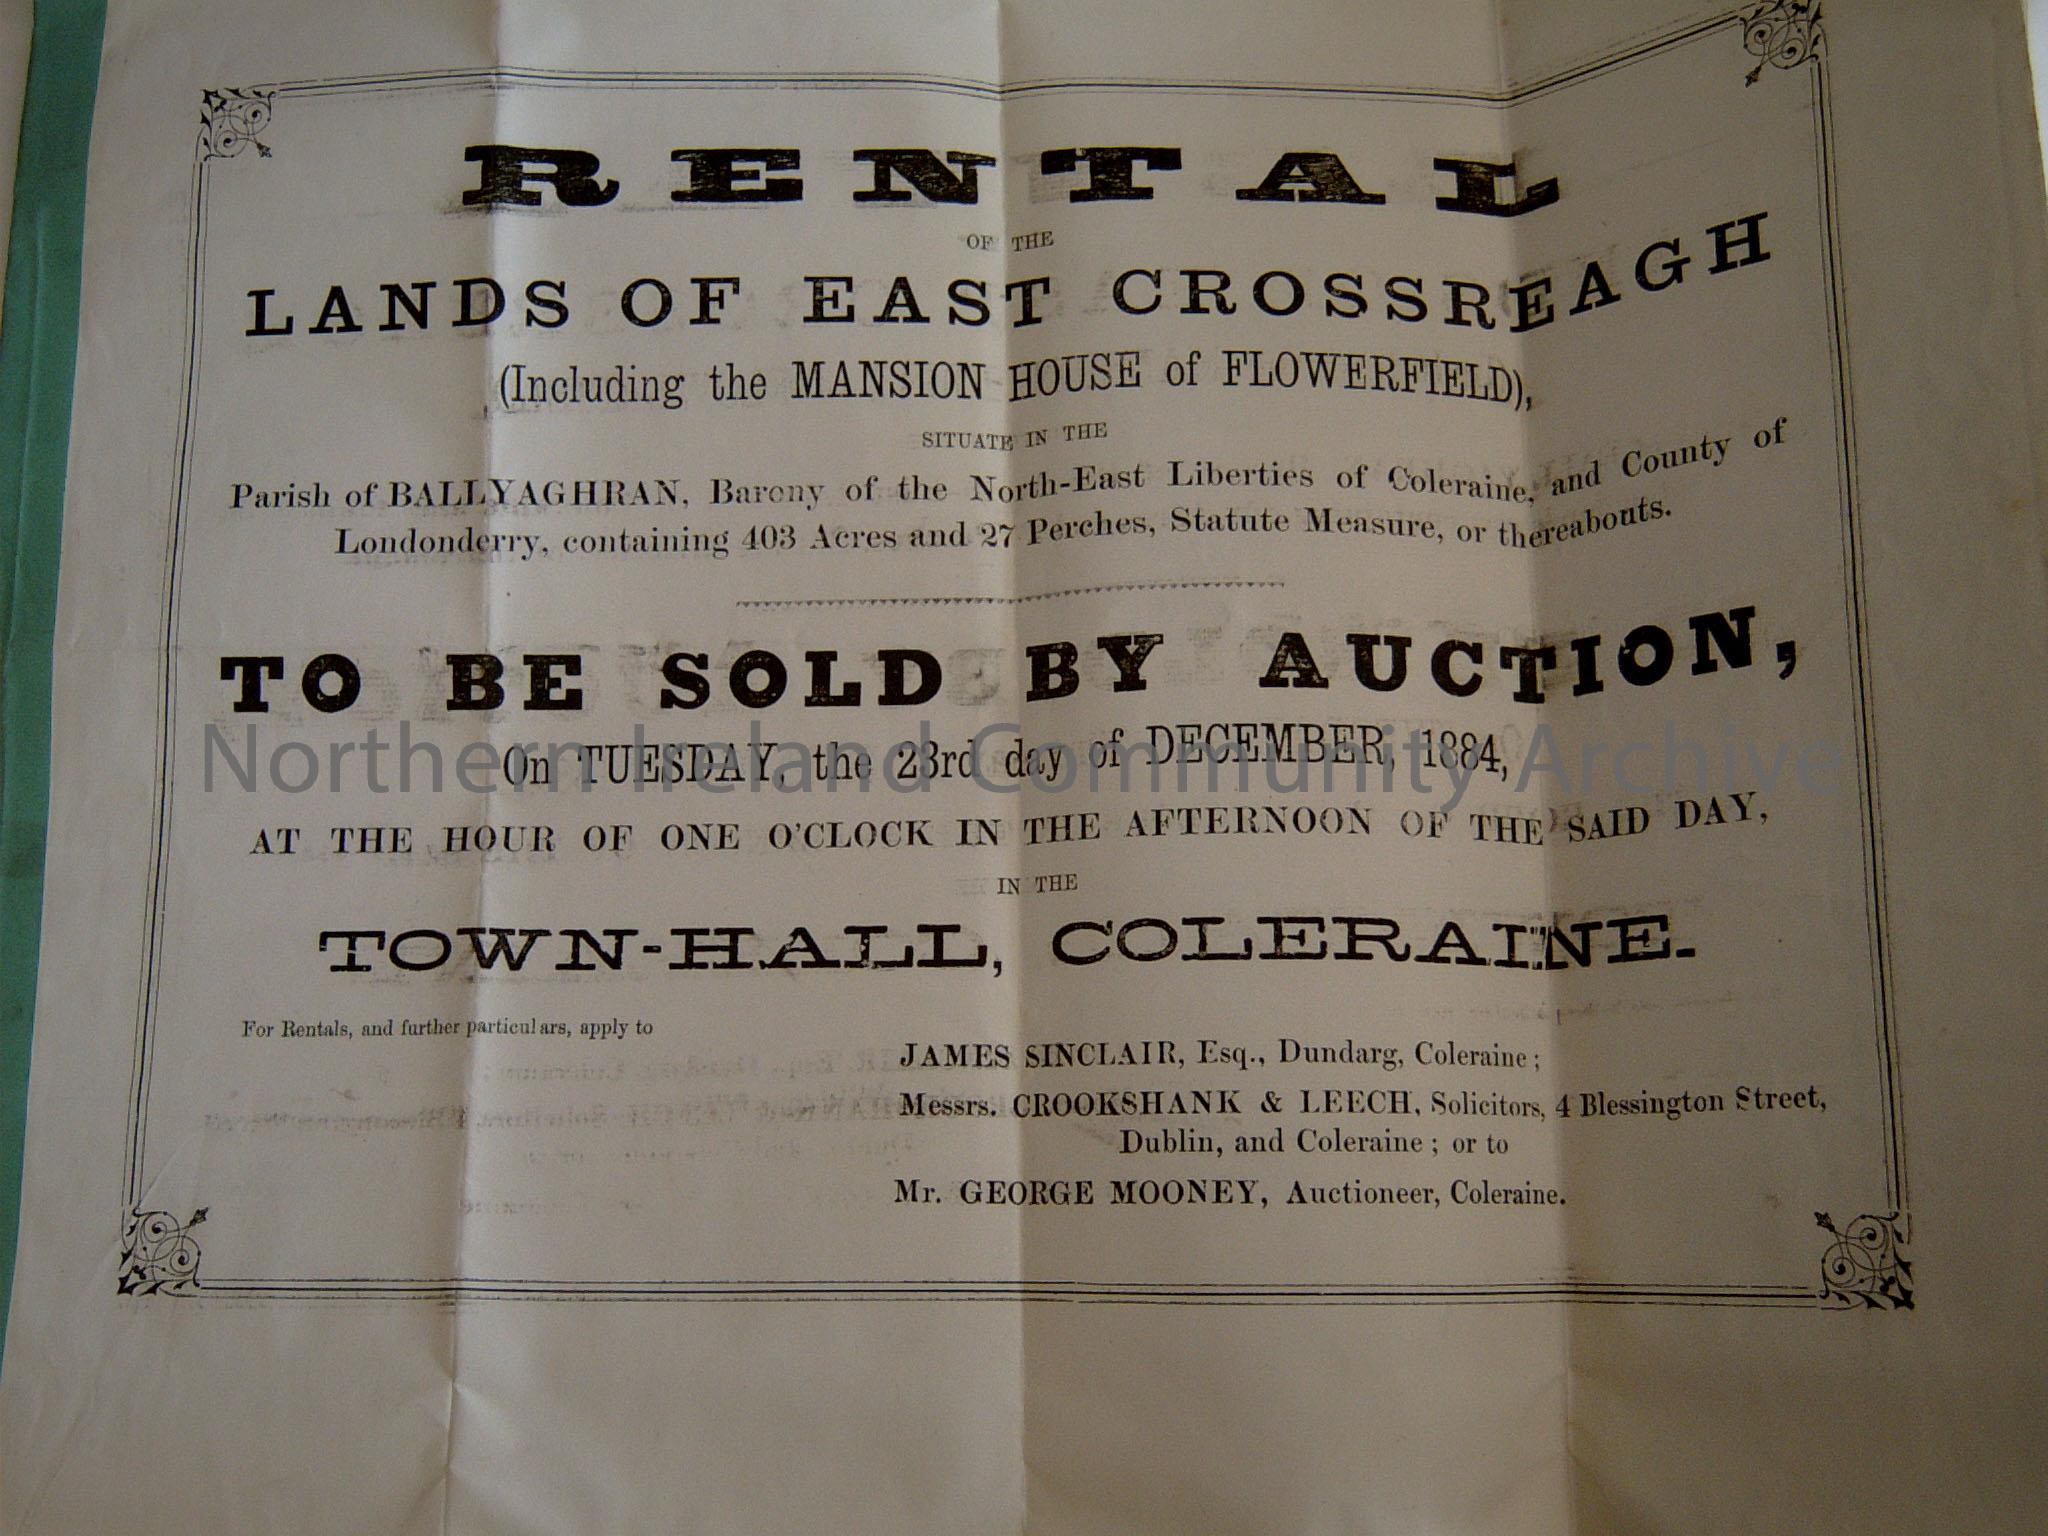 RENTAL
OF THE
LANDS OF EAST CROSSREAGH
(Including the MANSION HOUSE of FLOWERFIELD),
SITUATE IN THE
Parish of BALLYAGHRAN, Barony of the North-East Liberties of Coleraine, and County of
Londonderry, containing 403 Acres and 27 Perches, Statute Measure, or thereabouts.
TO BE SOLD BY AUCTION,
On TUESDAY, the 23rd day of DECEMBER, 1884,
Northern Ireland Community Archive
AT THE HOUR OF ONE O'CLOCK IN THE AFTERNOON OF THE SAID DAY,
IN THE
TOWN-HALL, COLERAINE.
For Rentals, and further particulars, apply to
JAMES SINCLAIR, Esq., Dundarg, Coleraine;
Messrs. CROOKSHANK & LEECH, Solicitors, 4 Blessington Street,
Dublin, and Coleraine; or to
Mr. GEORGE MOONEY, Auctioneer, Coleraine.